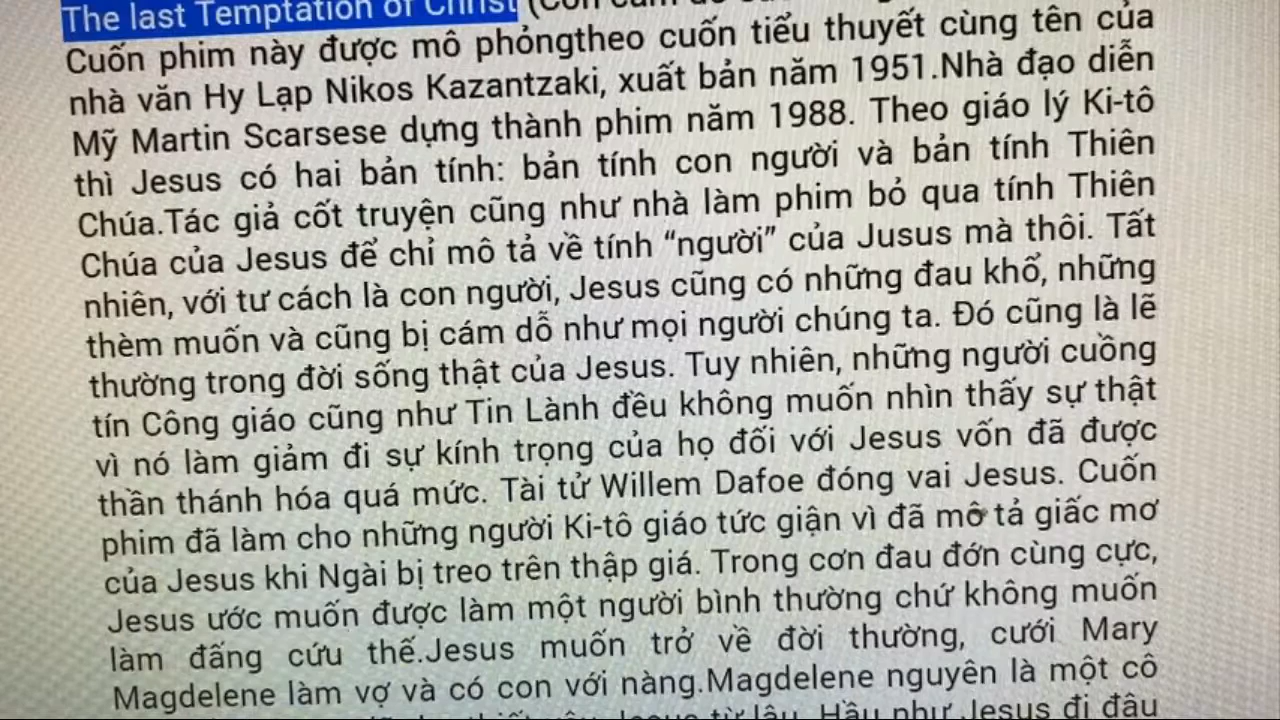 The last Temptation of Christ (Con cám dỗ
Cuốn phim này được mô phỏngtheo cuốn tiểu thuyết cùng tên của
nhà văn Hy Lạp Nikos Kazantzaki, xuất bản năm 1951.Nhà đạo diễn
Mỹ Martin Scarsese dựng thành phim năm 1988. Theo giáo lý Ki-tô
thì Jesus có hai bản tính: bản tính con người và bản tính Thiên
Chúa.Tác giả cốt truyện cũng như nhà làm phim bỏ qua tính Thiên
Chúa của Jesus để chỉ mô tả về tính “người” của Jusus mà thôi. Tất
nhiên, với tư cách là con người, Jesus cũng có những đau khổ, những
thèm muốn và cũng bị cám dỗ như mọi người chúng ta. Đó cũng là lẽ
thường trong đời sống thật của Jesus. Tuy nhiên, những người cuồng
tín Công giáo cũng như Tin Lành đều không muốn nhìn thấy sự thật
vì nó làm giảm đi sự kính trọng của họ đối với Jesus vốn đã được
thần thánh hóa quá mức. Tài tử Willem Dafoe đóng vai Jesus. Cuốn
phim đã làm cho những người Ki-tô giáo tức giận vì đã mô tả giấc mơ
của Jesus khi Ngài bị treo trên thập giá. Trong cơn đau đớn cùng cực,
Jesus ước muốn được làm một người bình thường chứ không muốn
làm đấng cứu thế.Jesus muốn trở về đời thường, cưới Mary
Magdelene làm vợ và có con với nàng.Magdelene nguyên là một cô
Jesus từ lâu. Hầu như Jesus đi đâu